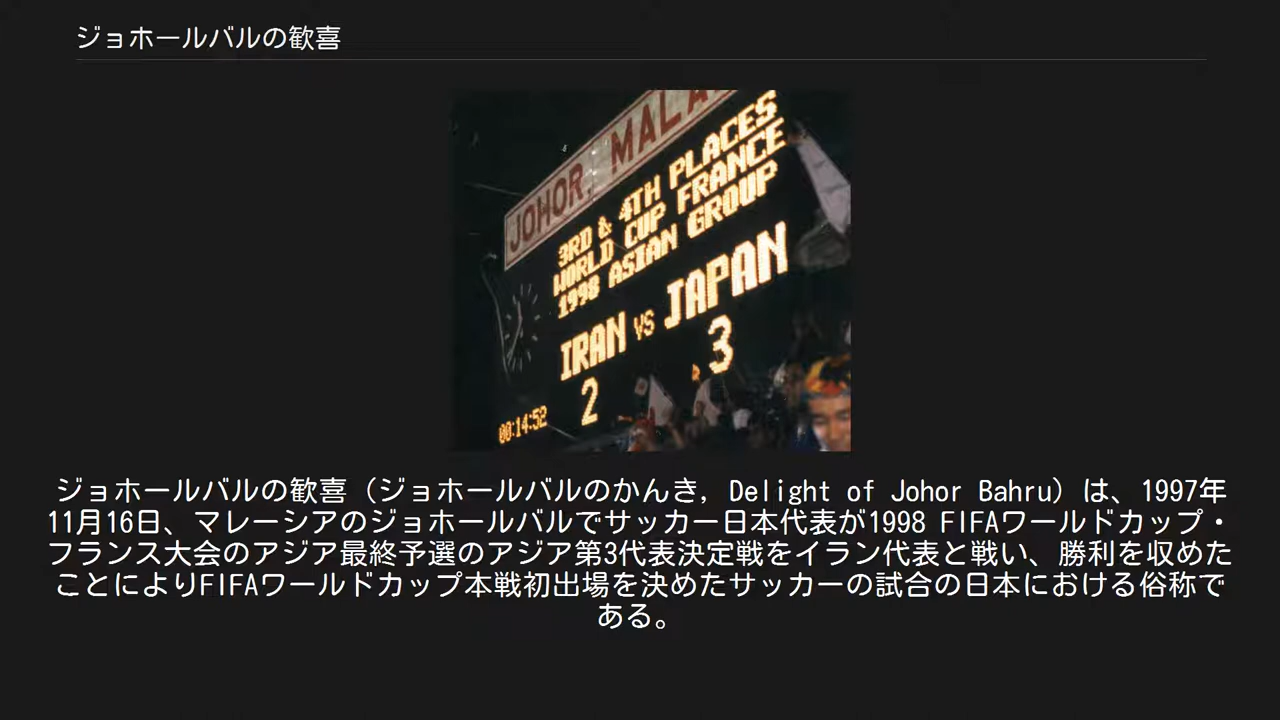 ジョホールバルの歓喜
JOHOR, MALA
3RD & 4TH PLACES
WORLD CUP FRANCE
1998 ASIAN GROUP
IRAN VS JAPAN
2 3
00:14:52
ジョホールバルの歓喜（ジョホールバルのかんき, Delight of Johor Bahru）は、1997年
11月16日、マレーシアのジョホールバルでサッカー日本代表が1998 FIFAワールドカップ・
フランス大会のアジア最終予選のアジア第3代表決定戦をイラン代表と戦い、勝利を収めた
ことによりFIFAワールドカップ本戦初出場を決めたサッカーの試合の日本における俗称で
ある。